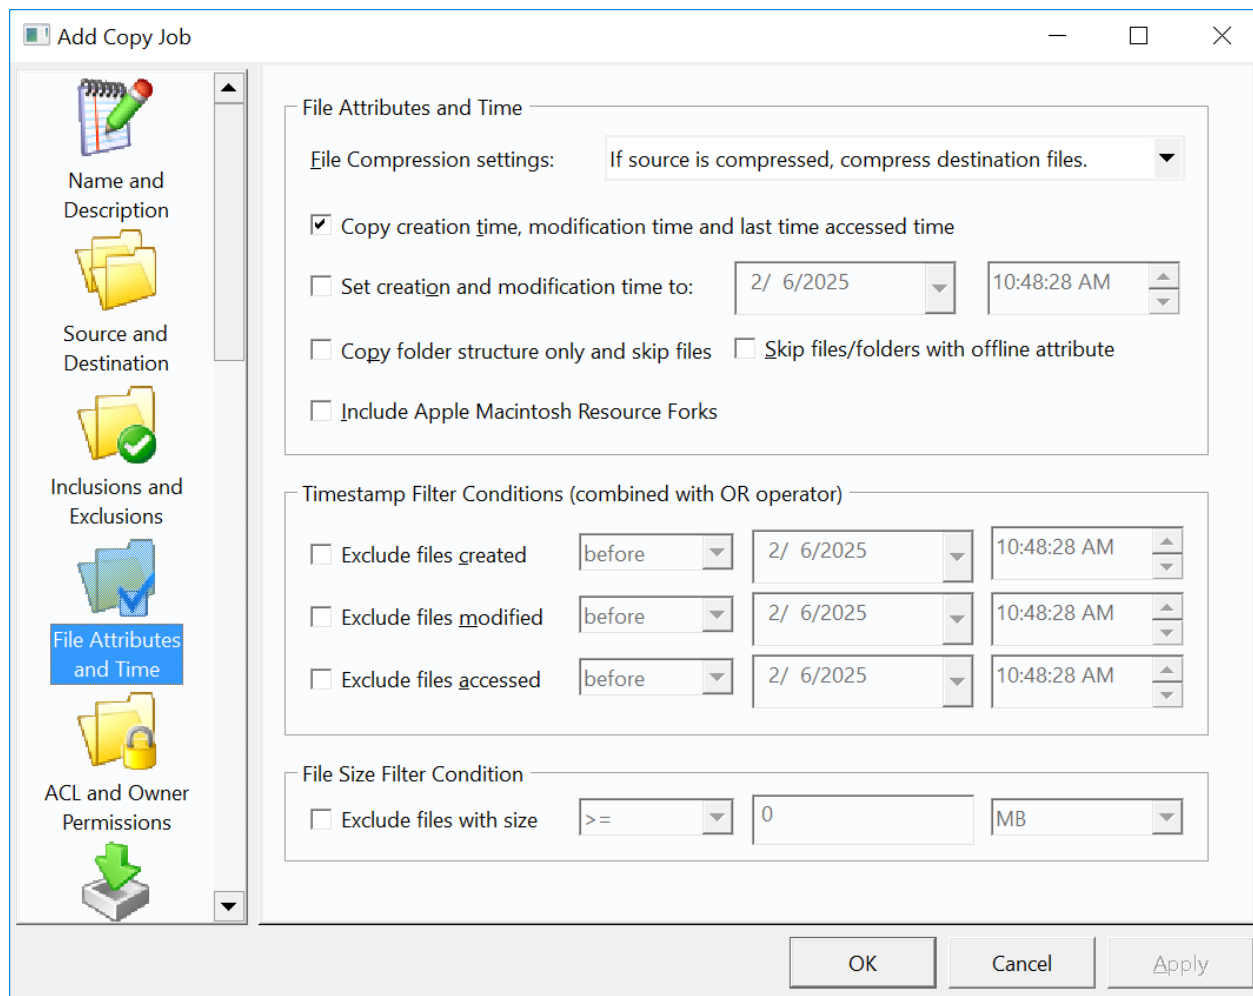 Add Copy Job
Name and
Description
Source and
Destination
Inclusions and
Exclusions
File Attributes
and Time
ACL and Owner
Permissions
File Attributes and Time
File Compression settings: If source is compressed, compress destination files.
Copy creation time, modification time and last time accessed time
Set creation and modification time to: 2/ 6/2025 10:48:28 AM
Copy folder structure only and skip files Skip files/folders with offline attribute
Include Apple Macintosh Resource Forks
Timestamp Filter Conditions (combined with OR operator)
Exclude files created before 2/ 6/2025 10:48:28 AM
Exclude files modified before 2/ 6/2025 10:48:28 AM
Exclude files accessed before 2/ 6/2025 10:48:28 AM
File Size Filter Condition
Exclude files with size >= 0 MB
OK Cancel Apply